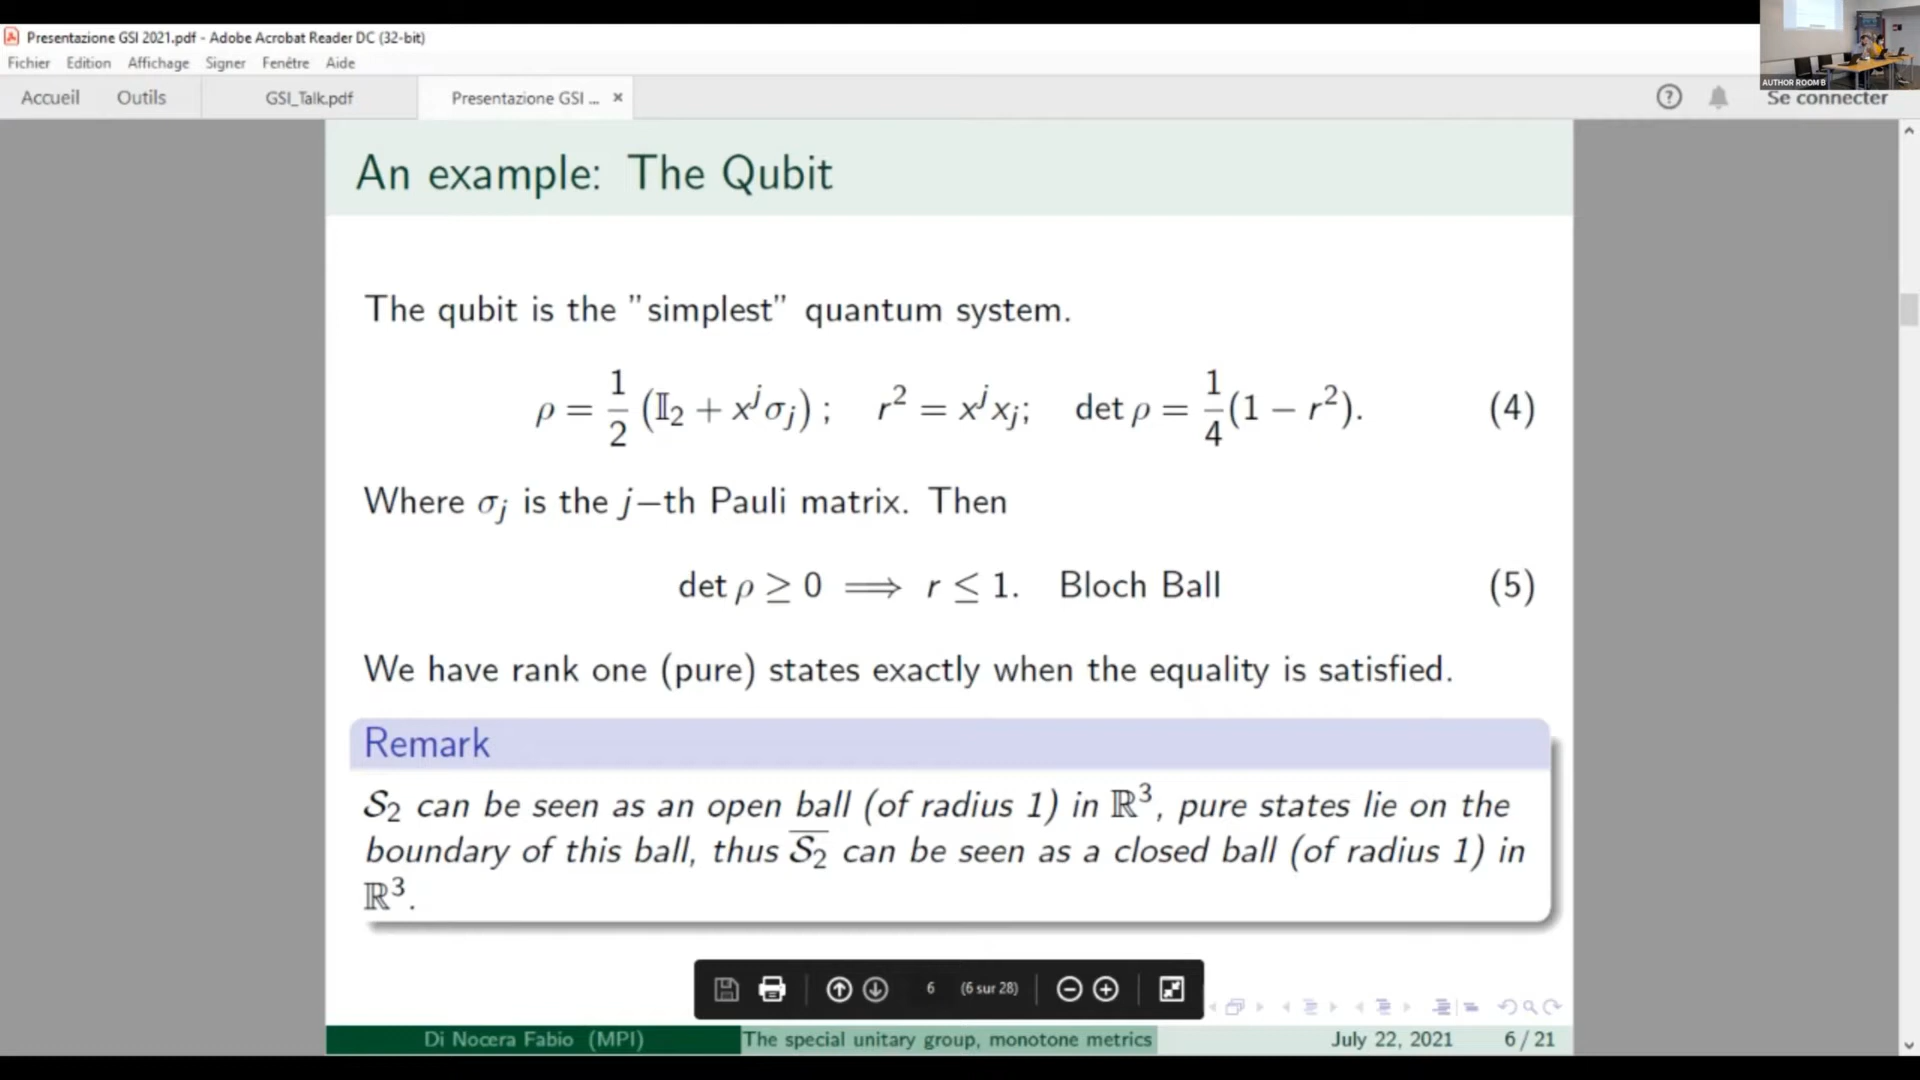 Presentazione GSI 2021.pdf - Adobe Acrobat Reader DC (32-bit)
Fichier Edition Affichage Signer Fenêtre Aide
AUTHOR ROOM B
Accueil Outils GSI_Talk.pdf Presentazione GSI ... × Se connecter
An example: The Qubit
The qubit is the "simplest" quantum system.
ρ = 1/2 (𝕀₂ + xʲσⱼ); r² = xʲxⱼ; det ρ = 1/4(1 − r²). (4)
Where σⱼ is the j−th Pauli matrix. Then
det ρ ≥ 0 ⟹ r ≤ 1. Bloch Ball (5)
We have rank one (pure) states exactly when the equality is satisfied.
Remark
𝒮₂ can be seen as an open ball (of radius 1) in ℝ³, pure states lie on the
boundary of this ball, thus 𝒮̅₂ can be seen as a closed ball (of radius 1) in
ℝ³.
6 (6 sur 28)
Di Nocera Fabio (MPI) The special unitary group, monotone metrics July 22, 2021 6 / 21